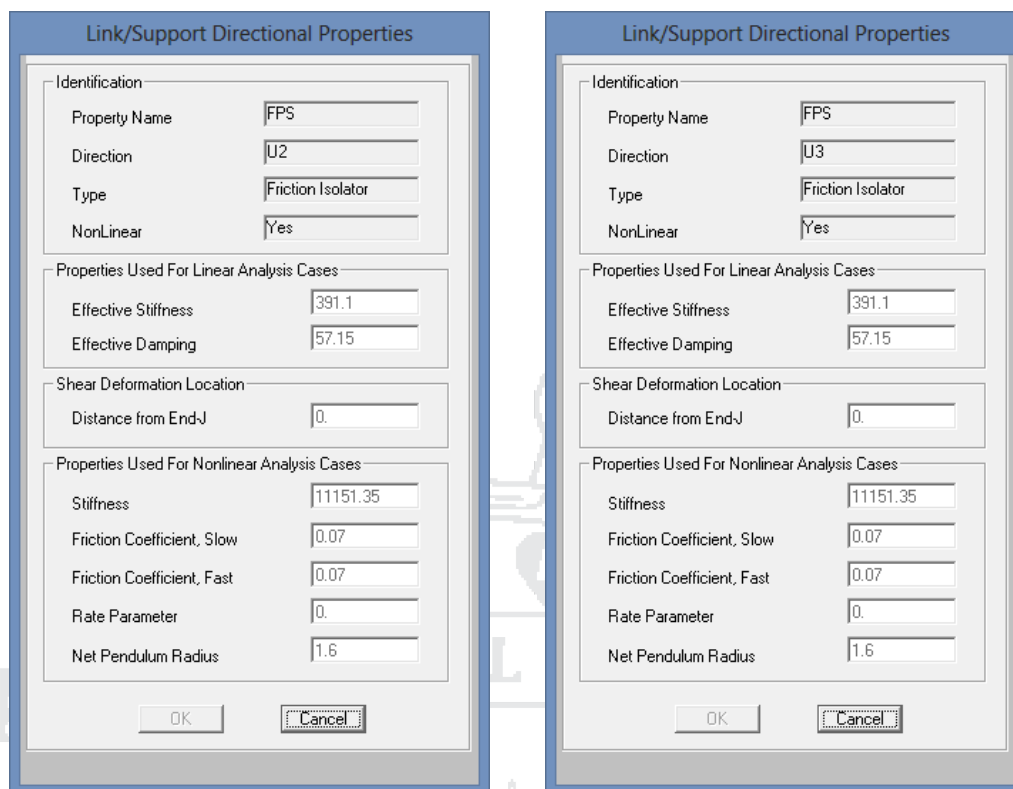 Link/Support Directional Properties
Identification
Property Name FPS
Direction U2
Type Friction Isolator
NonLinear Yes
Properties Used For Linear Analysis Cases
Effective Stiffness 391.1
Effective Damping 57.15
Shear Deformation Location
Distance from End-J 0.
Properties Used For Nonlinear Analysis Cases
Stiffness 11151.35
Friction Coefficient, Slow 0.07
Friction Coefficient, Fast 0.07
Rate Parameter 0.
Net Pendulum Radius 1.6
OK Cancel
Link/Support Directional Properties
Identification
Property Name FPS
Direction U3
Type Friction Isolator
NonLinear Yes
Properties Used For Linear Analysis Cases
Effective Stiffness 391.1
Effective Damping 57.15
Shear Deformation Location
Distance from End-J 0.
Properties Used For Nonlinear Analysis Cases
Stiffness 11151.35
Friction Coefficient, Slow 0.07
Friction Coefficient, Fast 0.07
Rate Parameter 0.
Net Pendulum Radius 1.6
OK Cancel